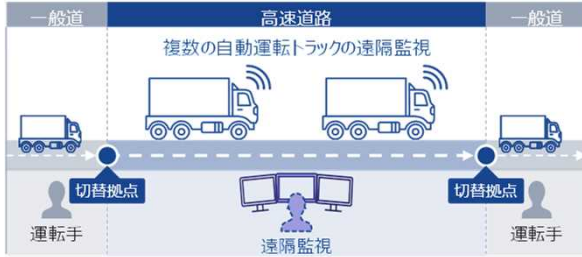 一般道
高速道路
一般道
複数の自動運転トラックの遠隔監視
切替拠点
切替拠点
運転手
遠隔監視
運転手